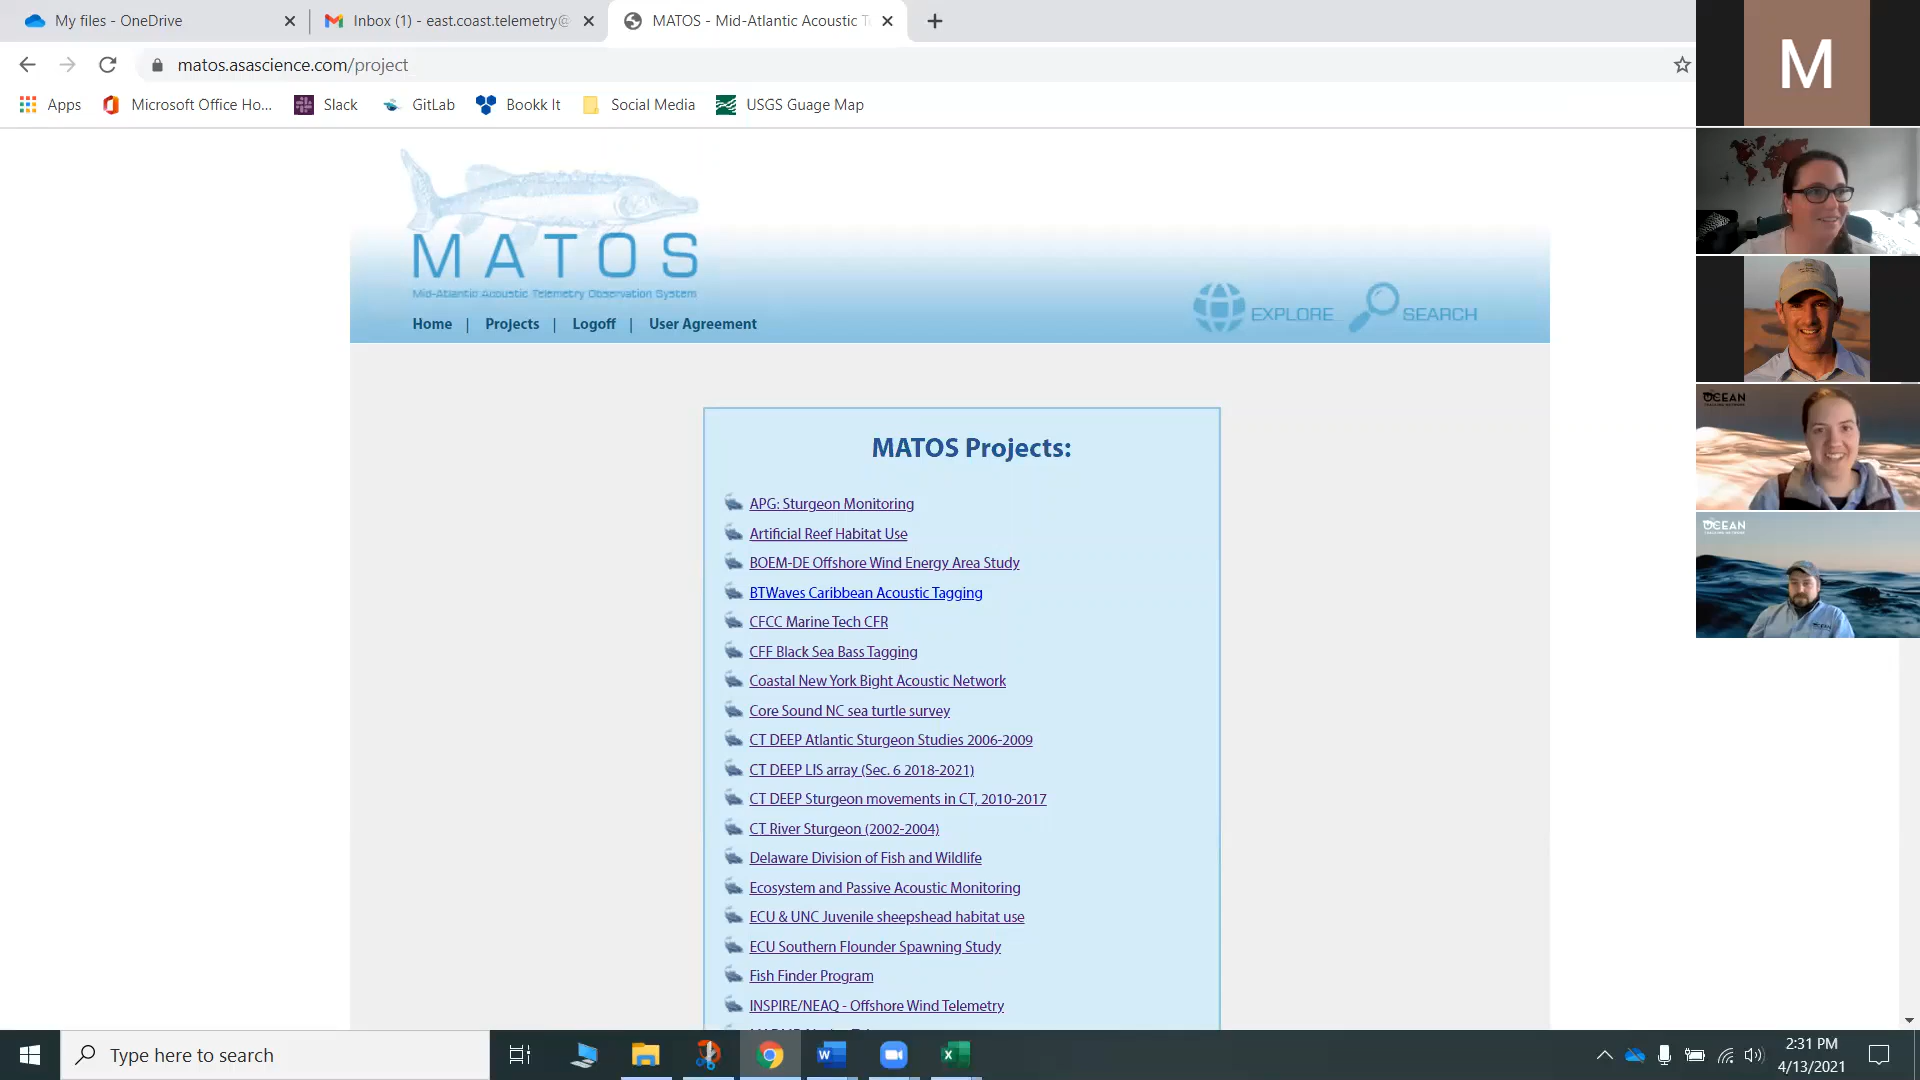 My files - OneDrive
Inbox (1) - east.coast.telemetry@
MATOS - Mid-Atlantic Acoustic T
matos.asascience.com/project
Apps
Microsoft Office Ho...
Slack
GitLab
Bookk It
Social Media
USGS Guage Map
M
MATOS
Mid-Atlantic Acoustic Telemetry Observation System
Home | Projects | Logoff | User Agreement
EXPLORE
SEARCH
OCEAN
OCEAN
MATOS Projects:
APG: Sturgeon Monitoring
Artificial Reef Habitat Use
BOEM-DE Offshore Wind Energy Area Study
BTWaves Caribbean Acoustic Tagging
CFCC Marine Tech CFR
CFF Black Sea Bass Tagging
Coastal New York Bight Acoustic Network
Core Sound NC sea turtle survey
CT DEEP Atlantic Sturgeon Studies 2006-2009
CT DEEP LIS array (Sec. 6 2018-2021)
CT DEEP Sturgeon movements in CT, 2010-2017
CT River Sturgeon (2002-2004)
Delaware Division of Fish and Wildlife
Ecosystem and Passive Acoustic Monitoring
ECU & UNC Juvenile sheepshead habitat use
ECU Southern Flounder Spawning Study
Fish Finder Program
INSPIRE/NEAQ - Offshore Wind Telemetry
Type here to search
2:31 PM
4/13/2021